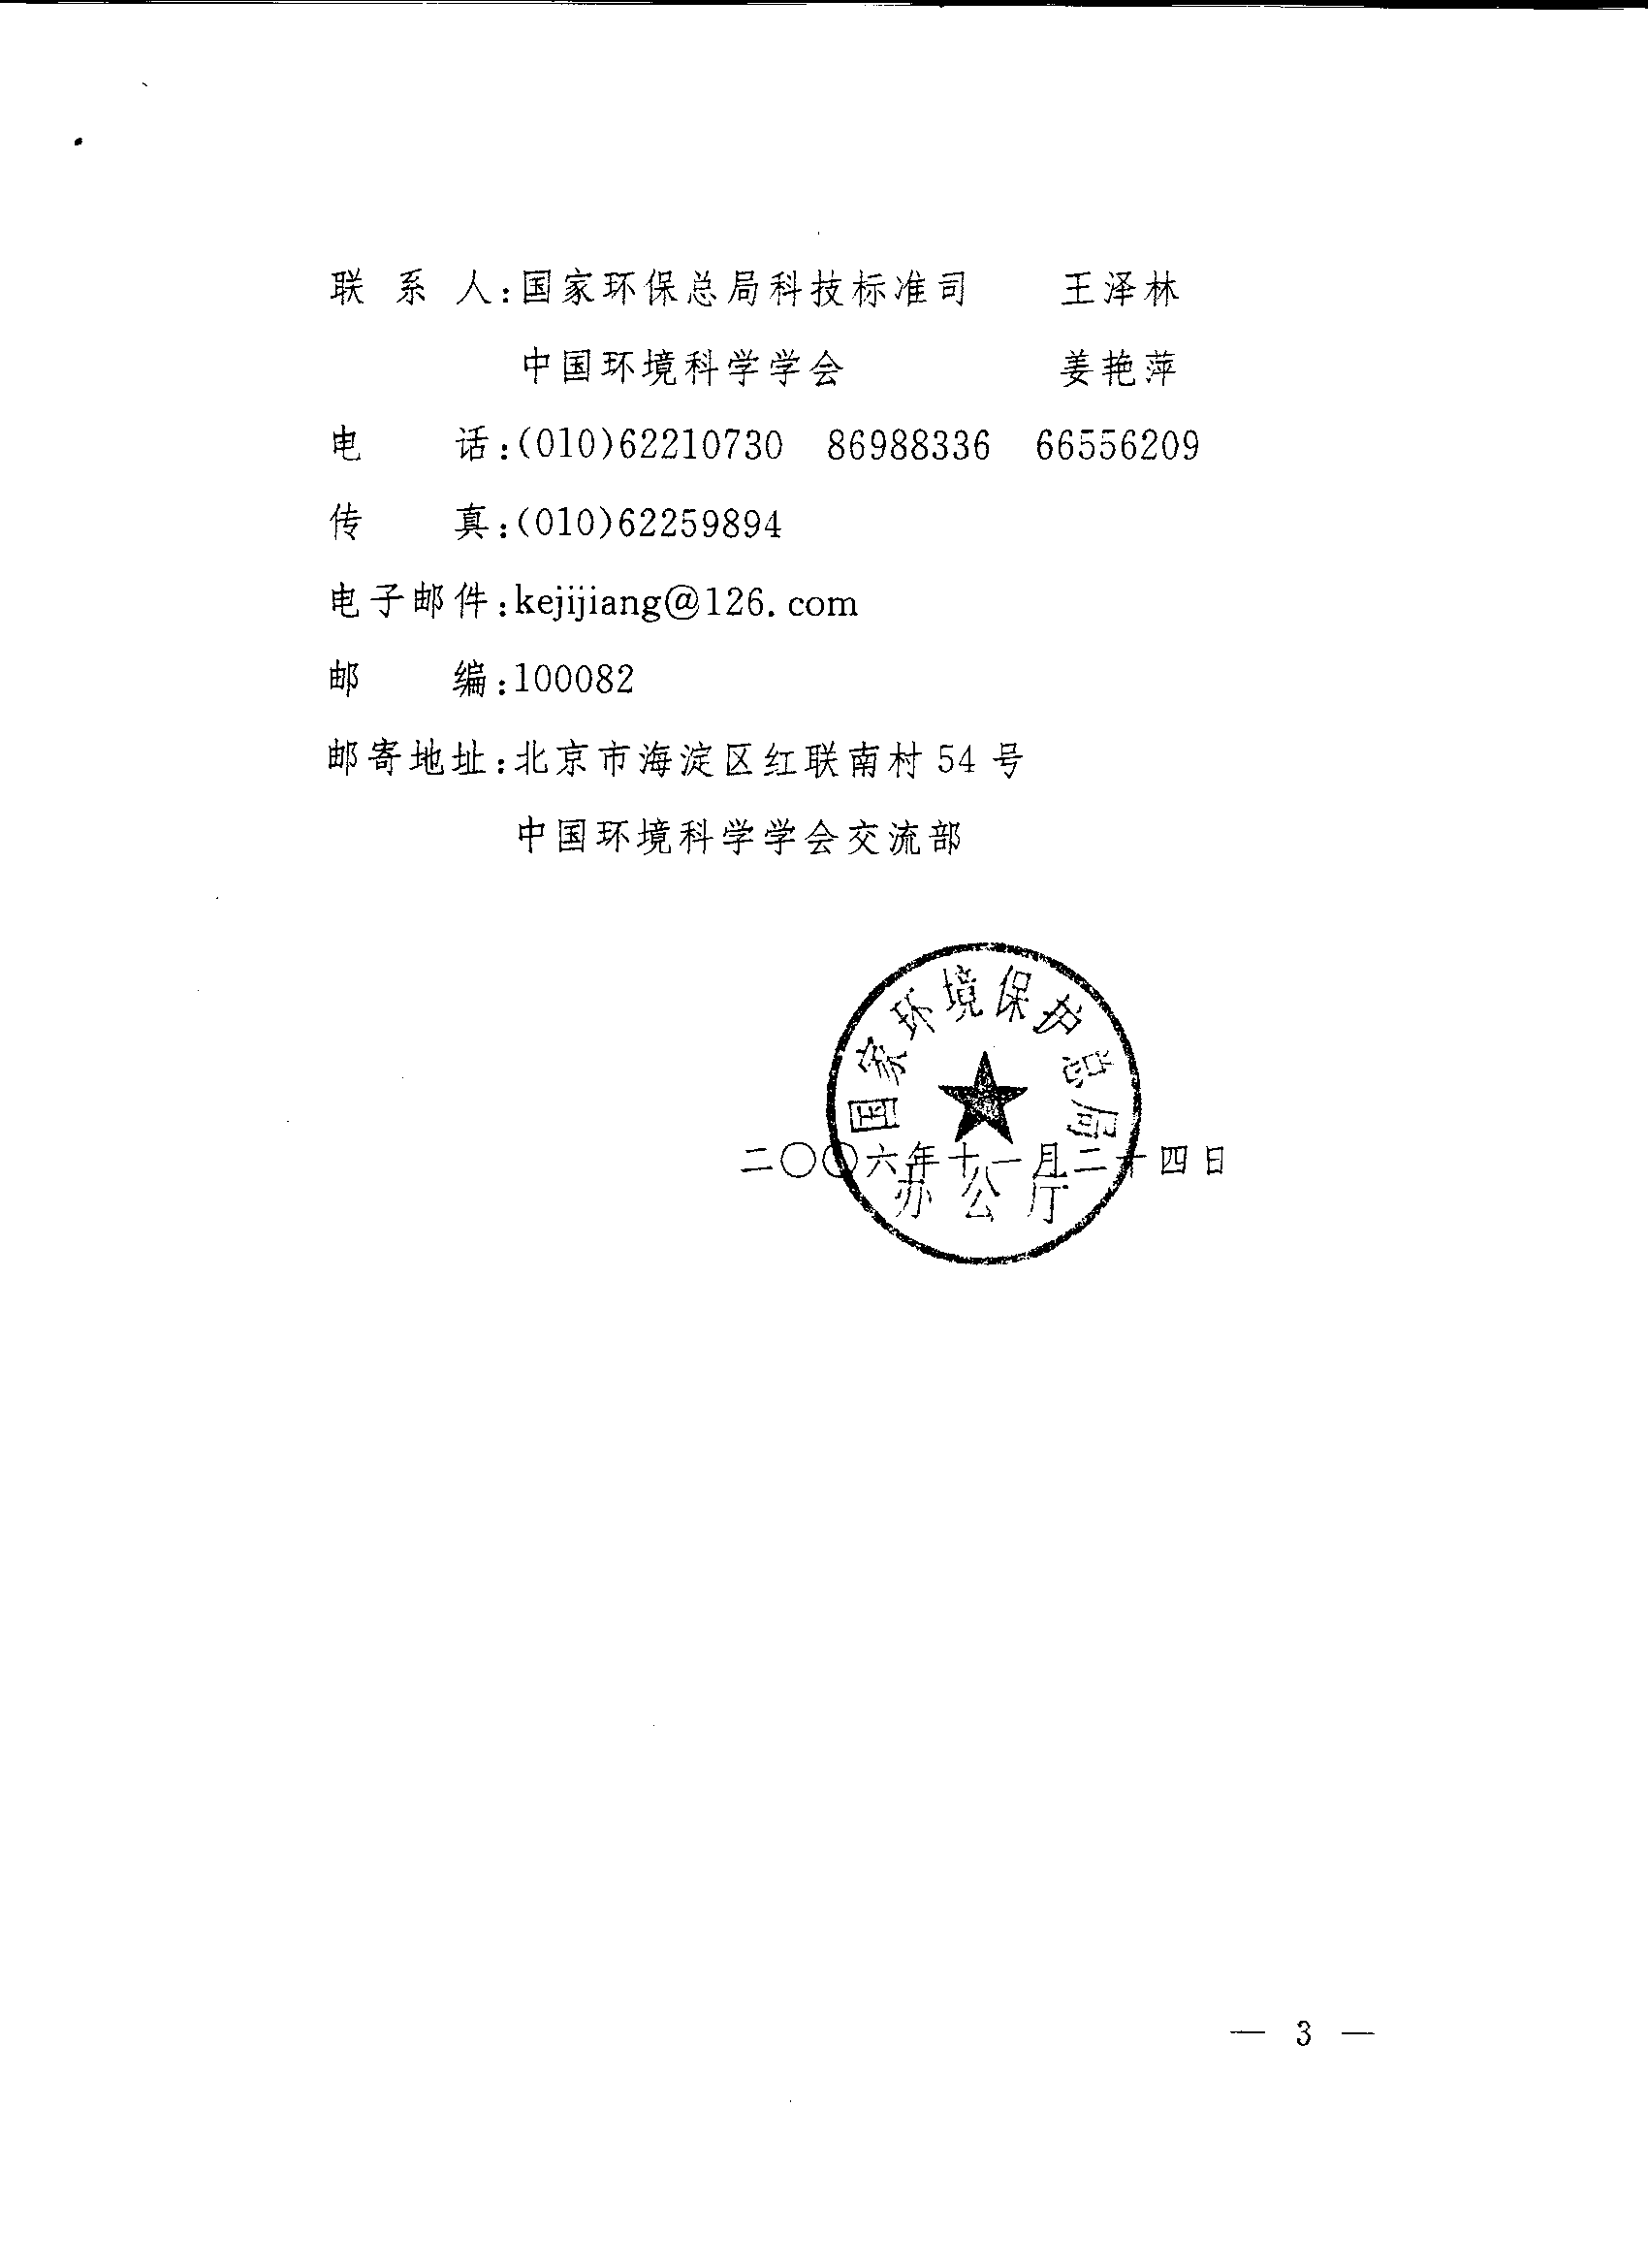 联 系 人:国家环保总局科技标准司 王泽林
中国环境科学学会 姜艳萍
电 话:(010)62210730 86988336 66556209
传 真:(010)62259894
电子邮件:kejijiang@126.com
邮 编:100082
邮寄地址:北京市海淀区红联南村 54 号
中国环境科学学会交流部
国家环境保护总局
二〇〇六年十一月二十四日
办公厅
— 3 —